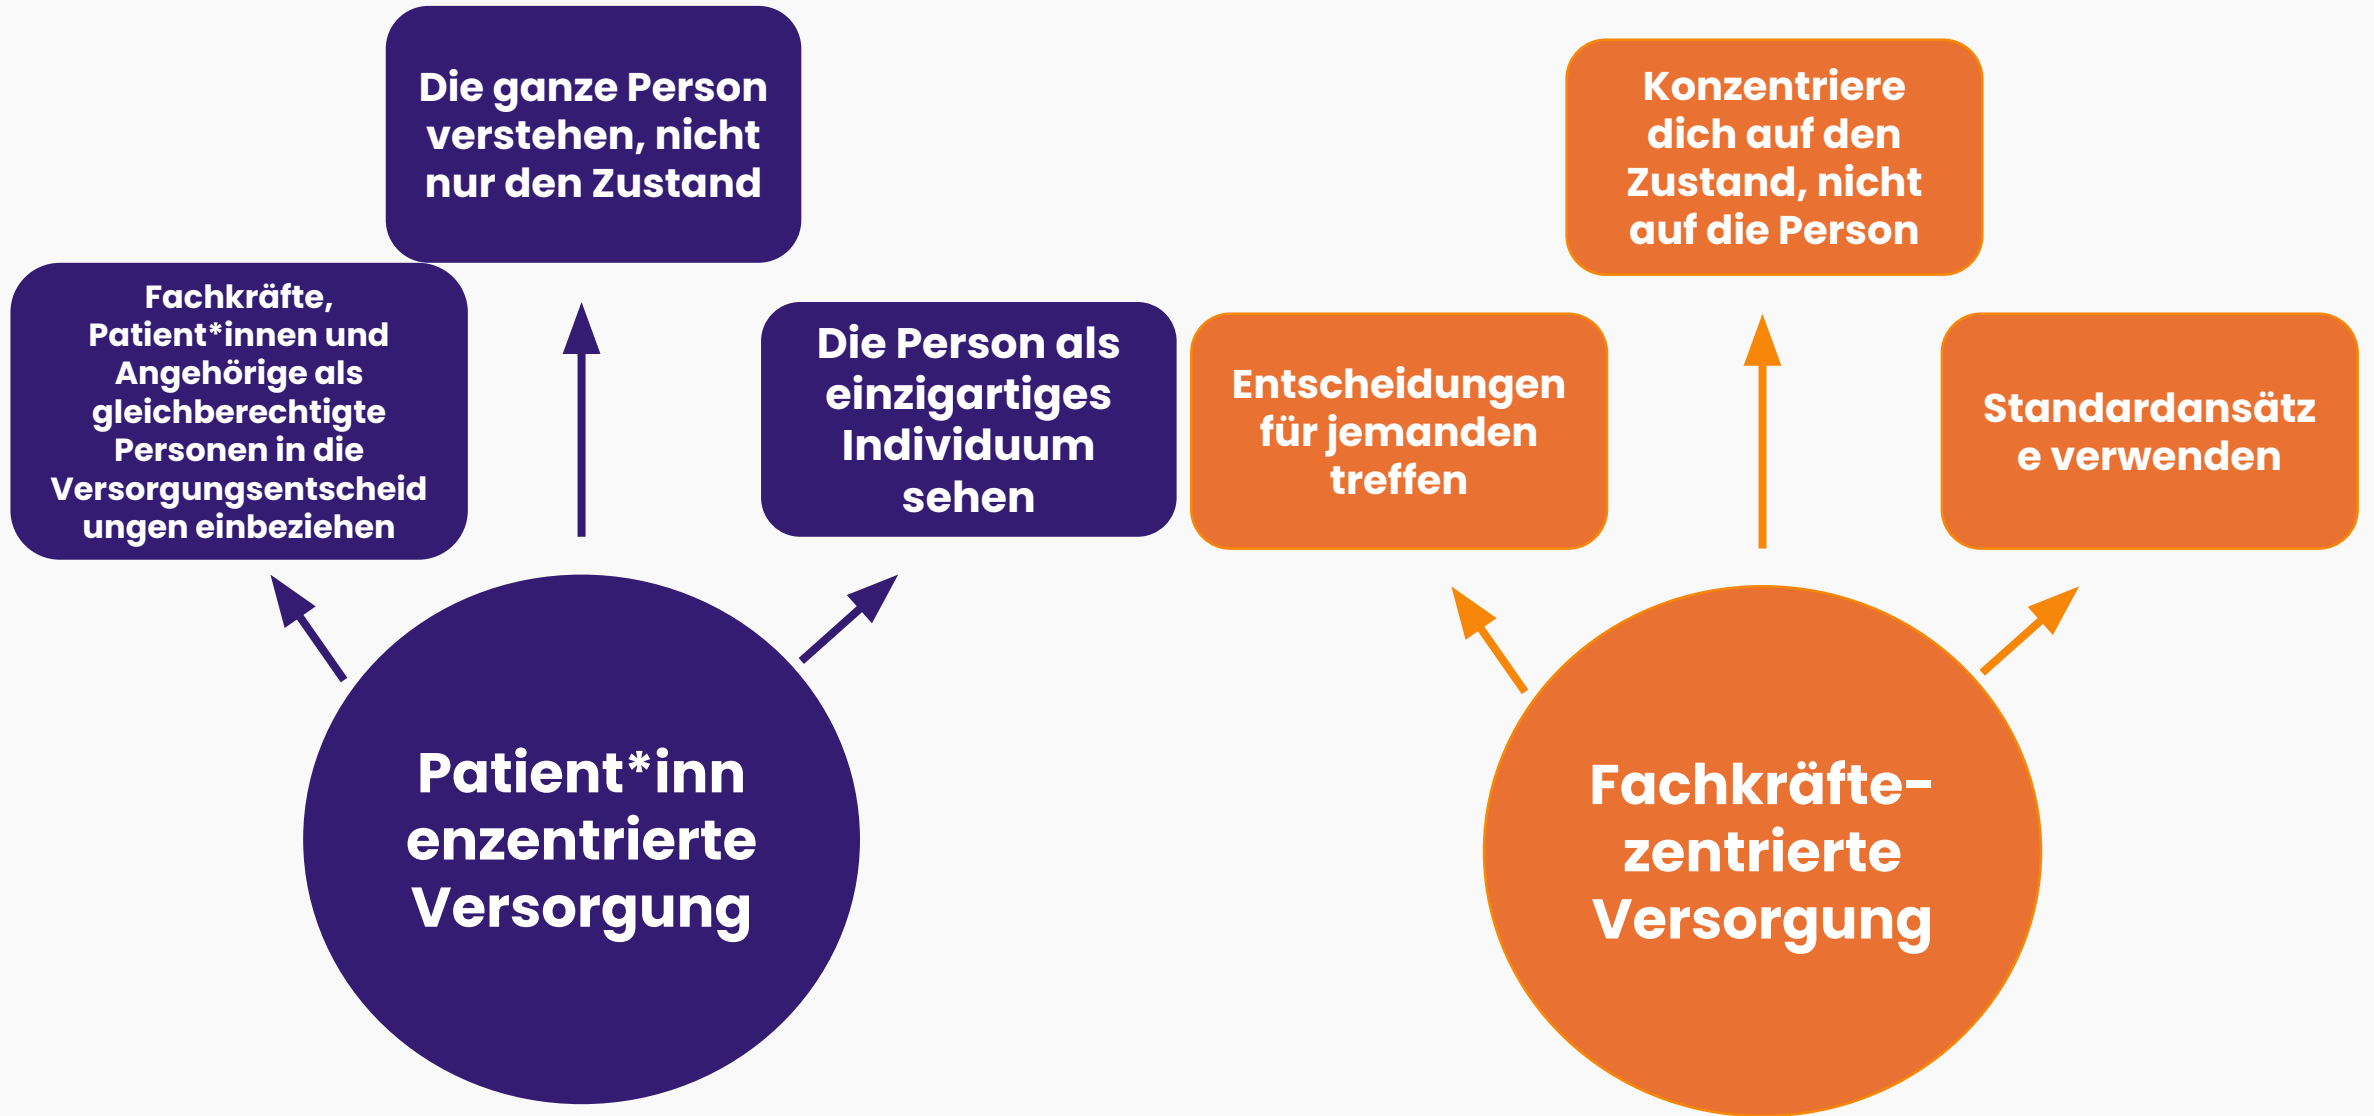 Die ganze Person
verstehen, nicht
nur den Zustand
Fachkräfte,
Patient*innen und
Angehörige als
gleichberechtigte
Personen in die
Versorgungsentscheid
ungen einbeziehen
Die Person als
einzigartiges
Individuum
sehen
Patient*inn
enzentrierte
Versorgung
Konzentriere
dich auf den
Zustand, nicht
auf die Person
Entscheidungen
für jemanden
treffen
Standardansätz
e verwenden
Fachkräfte-
zentrierte
Versorgung